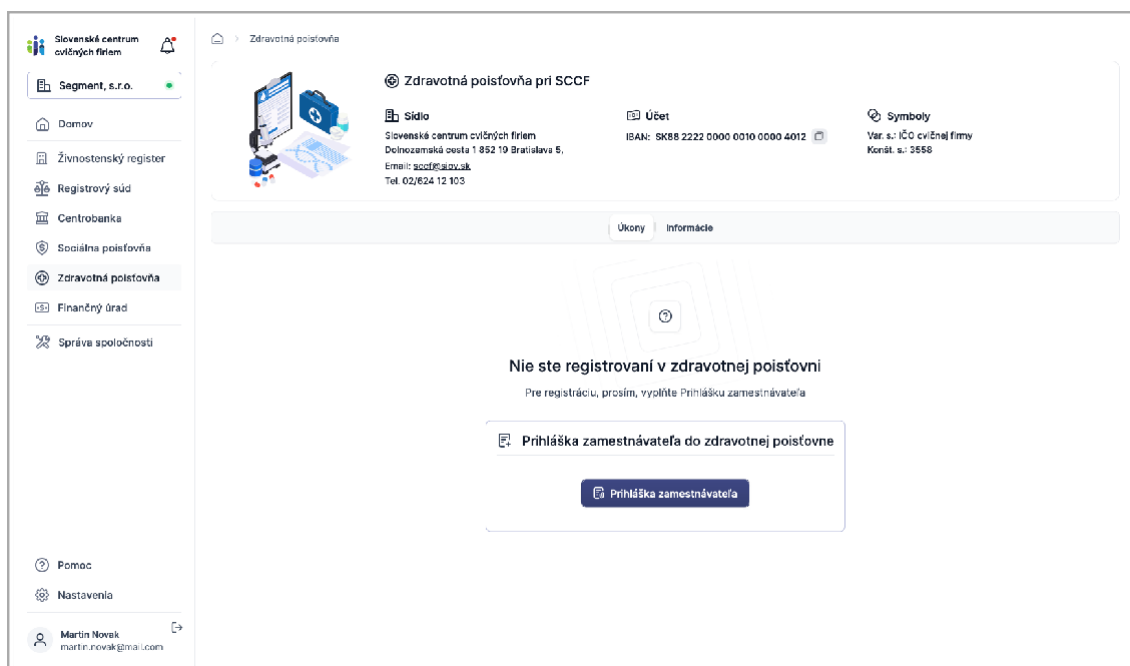 Slovenské centrum
cvičných firiem
Segment, s.r.o.
Domov
Živnostenský register
Registrový súd
Centrobanka
Sociálna poisťovňa
Zdravotná poisťovňa
Finančný úrad
Správa spoločnosti
Pomoc
Nastavenia
Martin Novak
martin.novak@mail.com
Zdravotná poisťovňa
Zdravotná poisťovňa pri SCCF
Sídlo
Slovenské centrum cvičných firiem
Dolnozemská cesta 1 852 19 Bratislava 5,
Email: sccf@siov.sk
Tel. 02/624 12 103
Účet
IBAN: SK88 2222 0000 0010 0000 4012
Symboly
Var. s.: IČO cvičnej firmy
Konšt. s.: 3558
Úkony
Informácie
Nie ste registrovaní v zdravotnej poisťovni
Pre registráciu, prosím, vyplňte Prihlášku zamestnávateľa
Prihláška zamestnávateľa do zdravotnej poisťovne
Prihláška zamestnávateľa